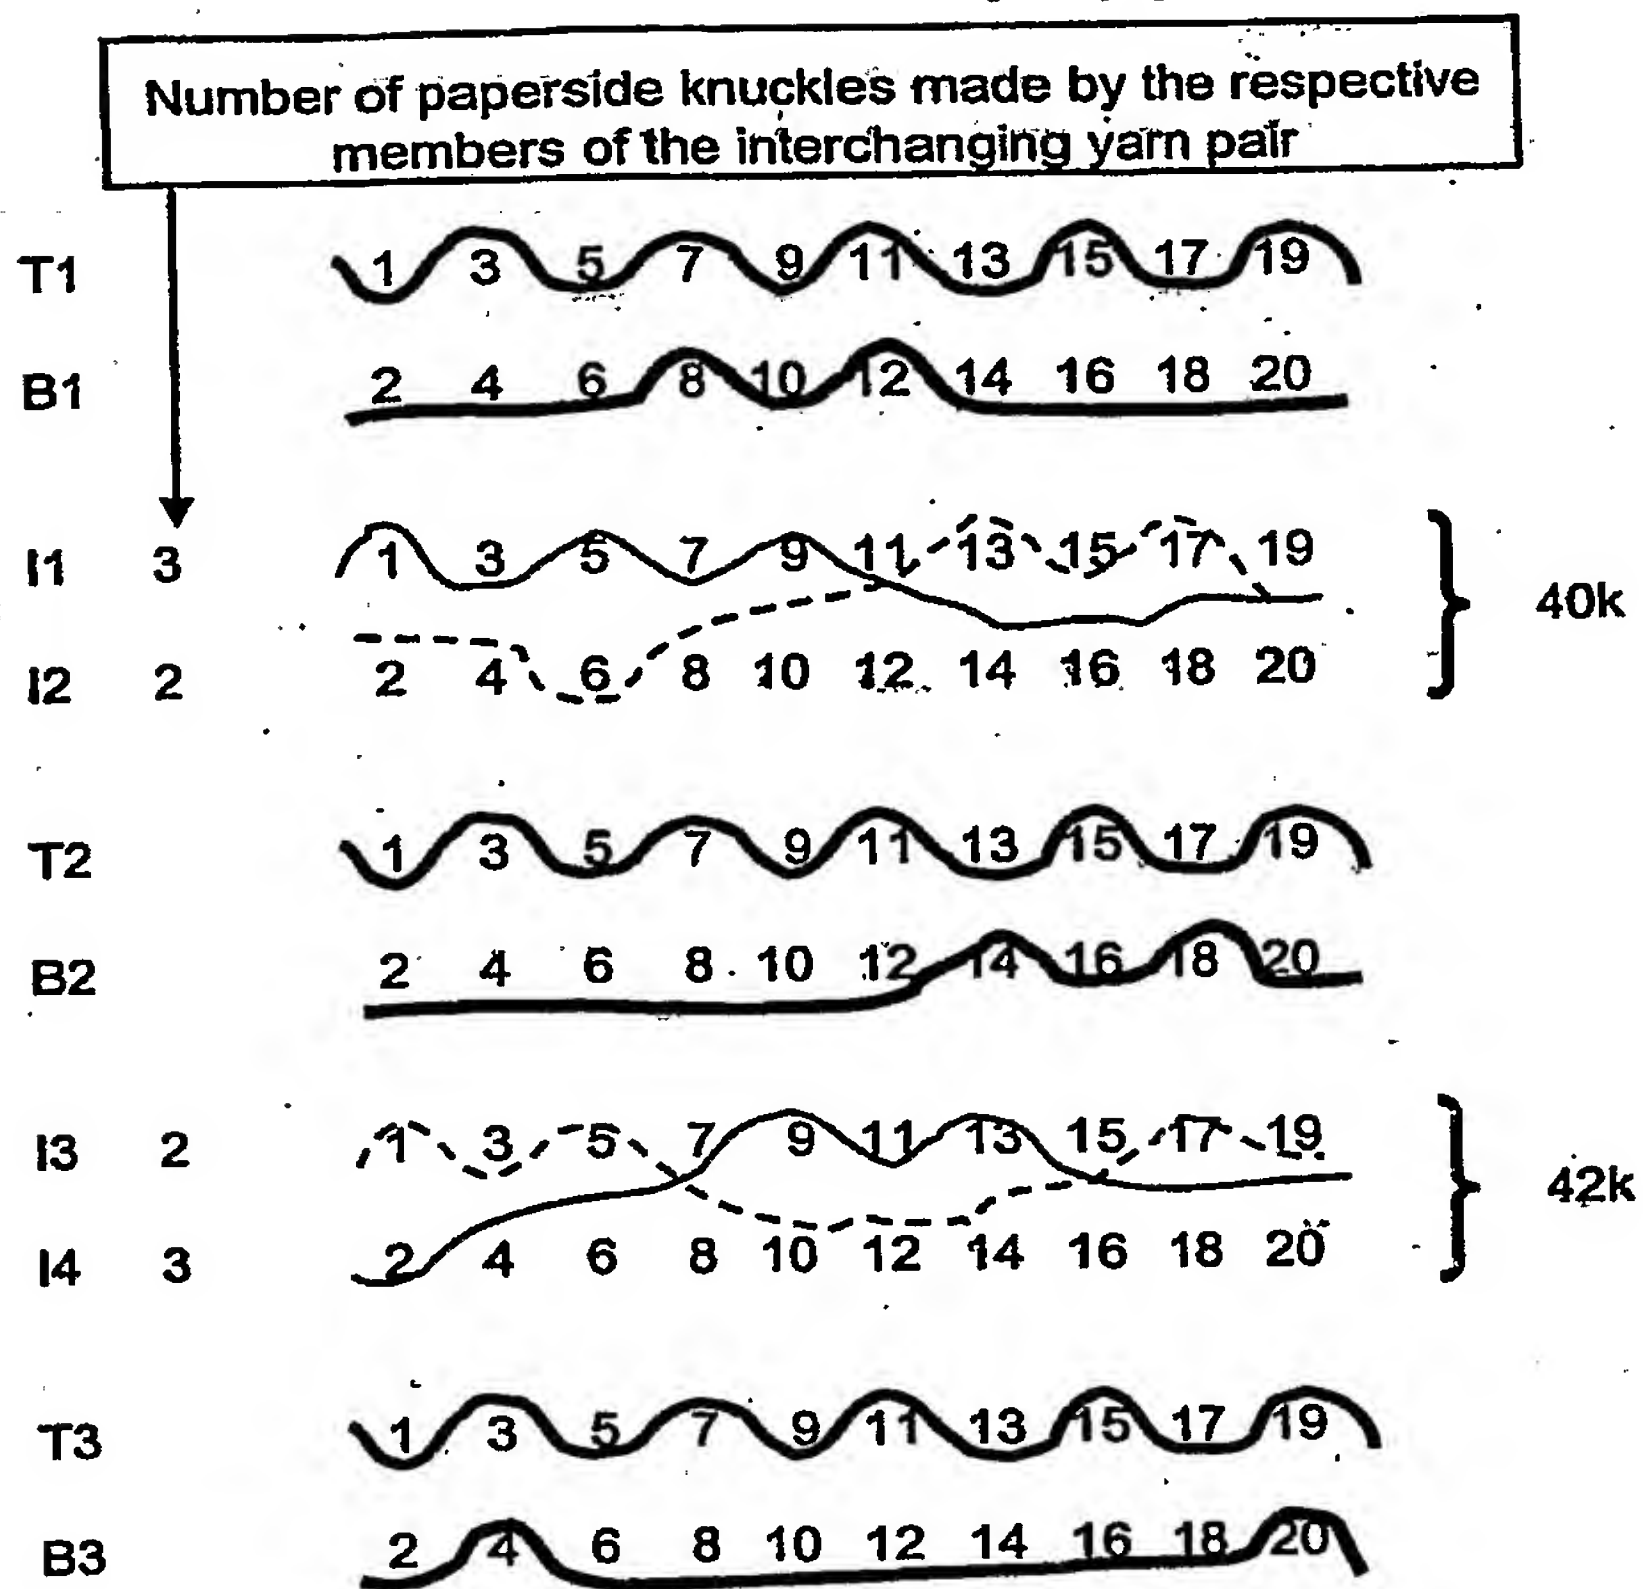 Number of paperside knuckles made by the respective
members of the interchanging yarn pair
T1 1 3 5 7 9 11 13 15 17 19
B1 2 4 6 8 10 12 14 16 18 20
I1 3 1 3 5 7 9 11 13 15 17 19
40k
I2 2 2 4 6 8 10 12 14 16 18 20
T2 1 3 5 7 9 11 13 15 17 19
B2 2 4 6 8 10 12 14 16 18 20
I3 2 1 3 5 7 9 11 13 15 17 19
42k
I4 3 2 4 6 8 10 12 14 16 18 20
T3 1 3 5 7 9 11 13 15 17 19
B3 2 4 6 8 10 12 14 16 18 20